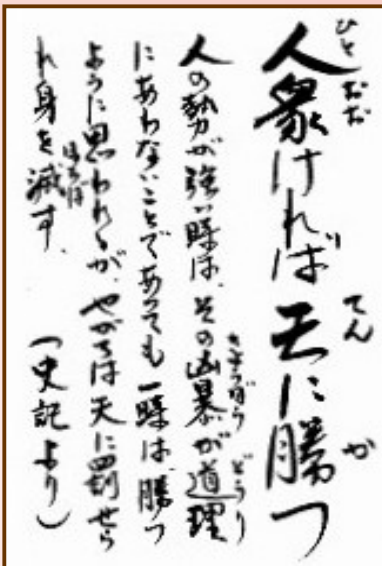 人衆ければ天に勝つ
人の勢力が強い時は、その凶暴が道理
にあわないことであっても一時は、勝つ
ように思われるが、やがては天に罰せら
れ身を滅す、
(史記より)